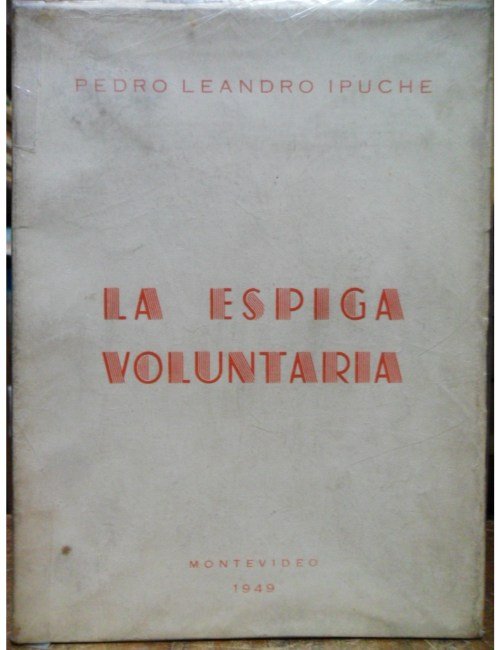 PEDRO LEANDRO IPUCHE
LA ESPIGA
VOLUNTARIA
MONTEVIDEO
1949